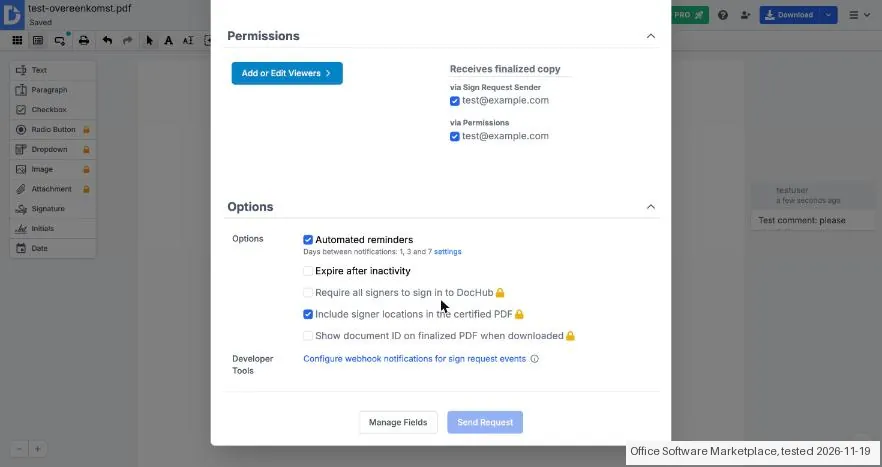 test-overeenkomst.pdf
Saved
PRO
Download
Text
Paragraph
Checkbox
Radio Button
Dropdown
Image
Attachment
Signature
Initials
Date
Permissions
Add or Edit Viewers
Receives finalized copy
via Sign Request Sender
test@example.com
via Permissions
test@example.com
Options
Options
Automated reminders
Days between notifications: 1, 3 and 7 settings
Expire after inactivity
Require all signers to sign in to DocHub
Include signer locations in the certified PDF
Show document ID on finalized PDF when downloaded
Developer
Tools
Configure webhook notifications for sign request events
Manage Fields
Send Request
testuser
a few seconds ago
Test comment: please
Office Software Marketplace, tested 2026-11-19